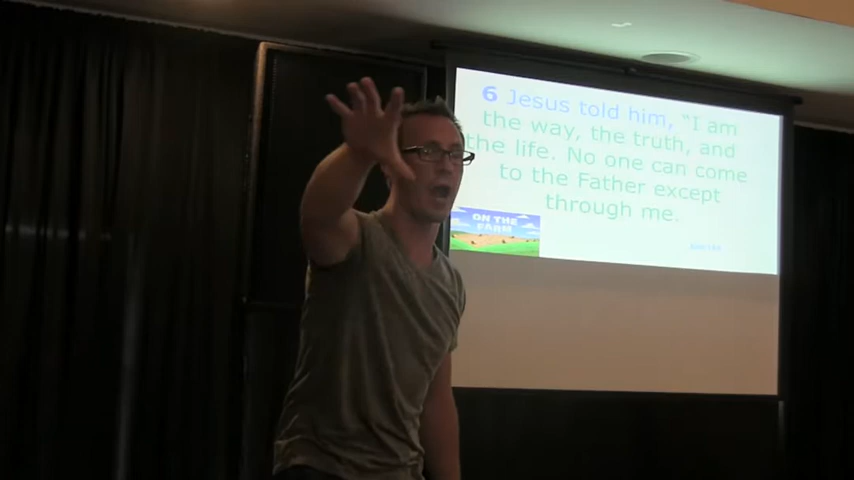 6 Jesus told him, "I am
the way, the truth, and
the life. No one can come
to the Father except
through me.
ON THE
FARM